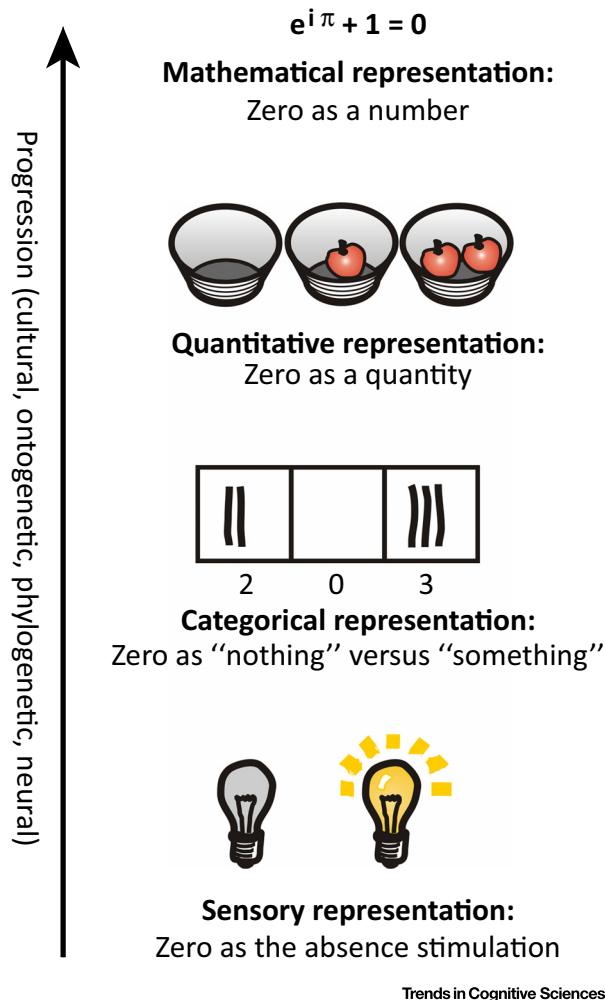 e^{i π} + 1 = 0
Mathematical representation:
Zero as a number
Quantitative representation:
Zero as a quantity
2 0 3
Categorical representation:
Zero as ‘‘nothing’’ versus ‘‘something’’
Sensory representation:
Zero as the absence stimulation
Progression (cultural, ontogenetic, phylogenetic, neural)
Trends in Cognitive Sciences